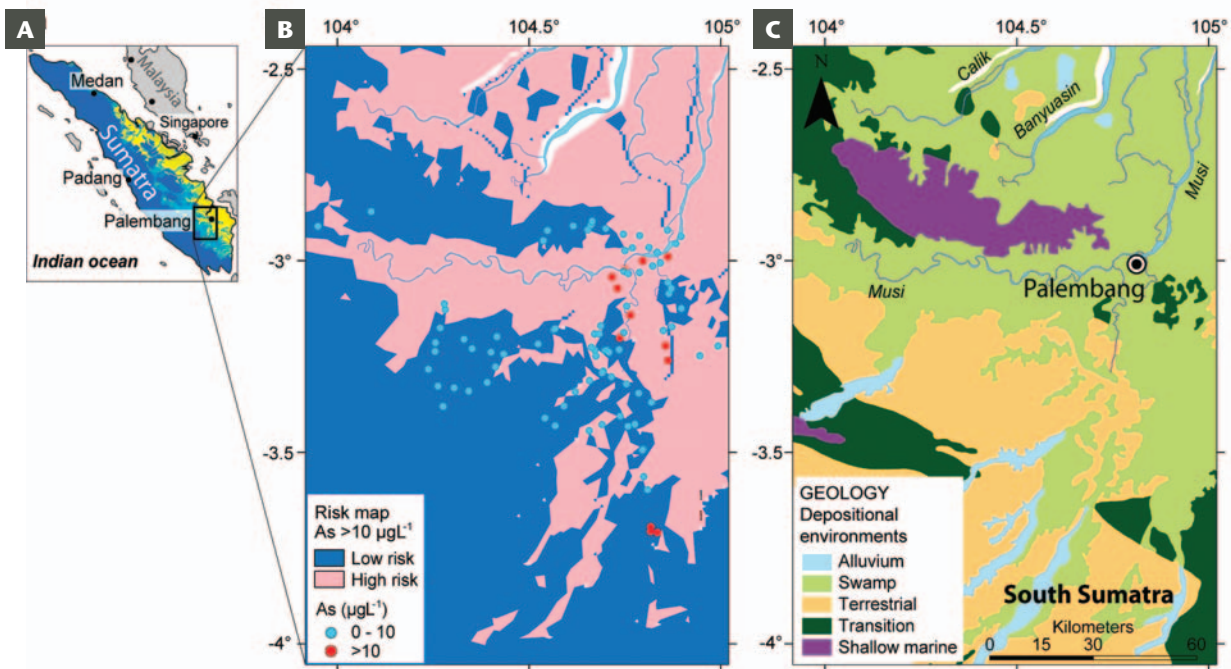 A
Medan
Malaysia
Singapore
Sumatra
Padang
Palembang
Indian ocean
B
104°
104.5
105°
-2.5
-3°
-3.5
-4°
Risk map
As >10 µgL-1
Low risk
High risk
As (µgL-1)
0 - 10
>10
C
104°
104.5
105°
-2.5
-3°
-3.5
-4°
N
Calik
Banyuasin
Musi
Musi
Palembang
GEOLOGY
Depositional
environments
Alluvium
Swamp
Terrestrial
Transition
Shallow marine
South Sumatra
Kilometers
0 15 30 60